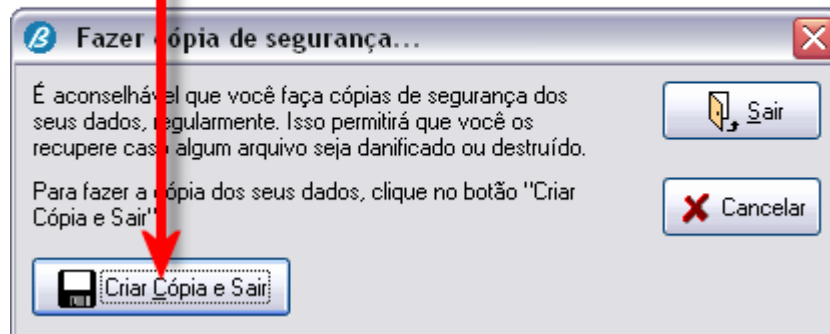 Fazer cópia de segurança...
É aconselhável que você faça cópias de segurança dos
seus dados, regularmente. Isso permitirá que você os
recupere caso algum arquivo seja danificado ou destruído.
Para fazer a cópia dos seus dados, clique no botão "Criar
Cópia e Sair"
Criar Cópia e Sair
Sair
Cancelar